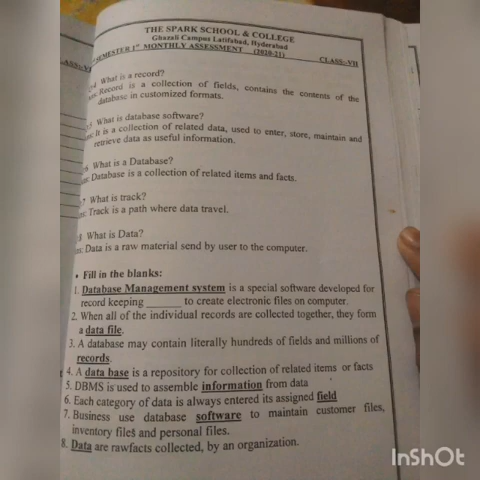 THE SPARK SCHOOL & COLLEGE
Ghazali Campus Latifabad, Hyderabad
SEMESTER 1st MONTHLY ASSESSMENT (2020-21)
CLASS:-VII
What is a record?
Record is a collection of fields, contains the contents of the
database in customized formats.
What is database software?
It is a collection of related data, used to enter, store, maintain and
retrieve data as useful information.
What is a Database?
Database is a collection of related items and facts.
What is track?
Track is a path where data travel.
What is Data?
Data is a raw material send by user to the computer.
• Fill in the blanks:
1. Database Management system is a special software developed for
record keeping ______ to create electronic files on computer.
2. When all of the individual records are collected together, they form
a data file.
3. A database may contain literally hundreds of fields and millions of
records.
4. A data base is a repository for collection of related items or facts
5. DBMS is used to assemble information from data
6. Each category of data is always entered its assigned field
7. Business use database software to maintain customer files,
inventory files and personal files.
8. Data are rawfacts collected, by an organization.
InShOt